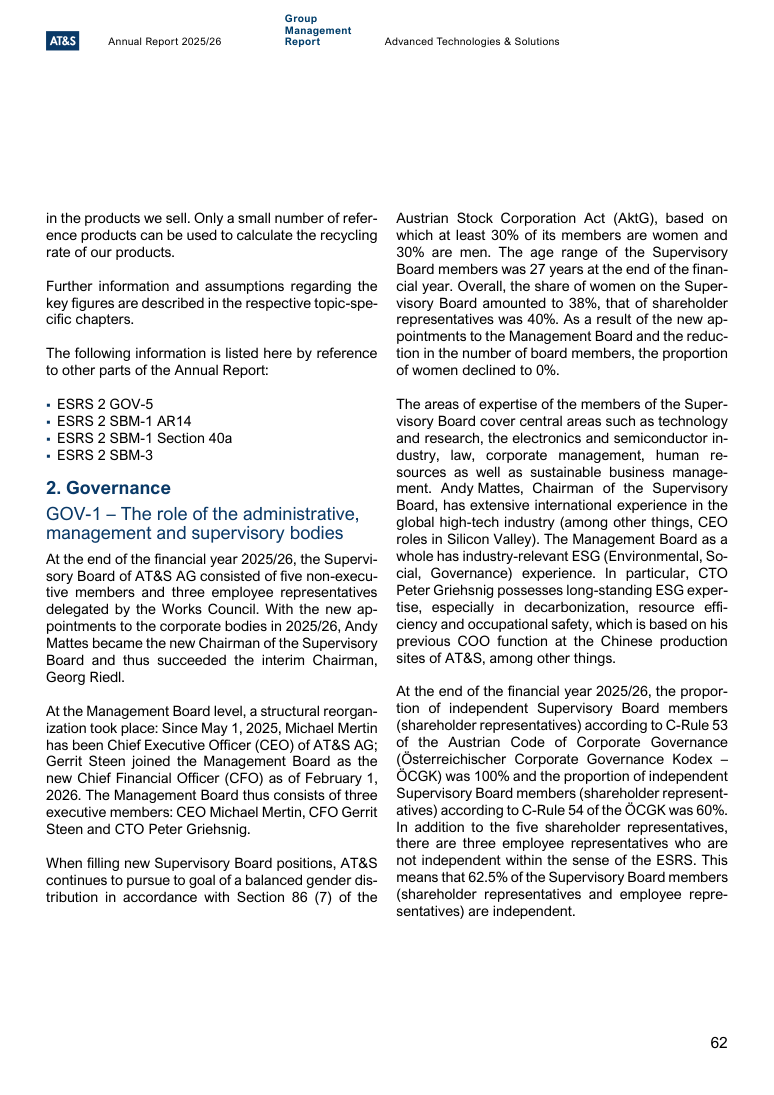 AT&S
Annual Report 2025/26
Group
Management
Report
Advanced Technologies & Solutions
in the products we sell. Only a small number of refer-
ence products can be used to calculate the recycling
rate of our products.
Further information and assumptions regarding the
key figures are described in the respective topic-spe-
cific chapters.
The following information is listed here by reference
to other parts of the Annual Report:
▪ ESRS 2 GOV-5
▪ ESRS 2 SBM-1 AR14
▪ ESRS 2 SBM-1 Section 40a
▪ ESRS 2 SBM-3
2. Governance
GOV-1 – The role of the administrative,
management and supervisory bodies
At the end of the financial year 2025/26, the Supervi-
sory Board of AT&S AG consisted of five non-execu-
tive members and three employee representatives
delegated by the Works Council. With the new ap-
pointments to the corporate bodies in 2025/26, Andy
Mattes became the new Chairman of the Supervisory
Board and thus succeeded the interim Chairman,
Georg Riedl.
At the Management Board level, a structural reorgan-
ization took place: Since May 1, 2025, Michael Mertin
has been Chief Executive Officer (CEO) of AT&S AG;
Gerrit Steen joined the Management Board as the
new Chief Financial Officer (CFO) as of February 1,
2026. The Management Board thus consists of three
executive members: CEO Michael Mertin, CFO Gerrit
Steen and CTO Peter Griehsnig.
When filling new Supervisory Board positions, AT&S
continues to pursue to goal of a balanced gender dis-
tribution in accordance with Section 86 (7) of the
Austrian Stock Corporation Act (AktG), based on
which at least 30% of its members are women and
30% are men. The age range of the Supervisory
Board members was 27 years at the end of the finan-
cial year. Overall, the share of women on the Super-
visory Board amounted to 38%, that of shareholder
representatives was 40%. As a result of the new ap-
pointments to the Management Board and the reduc-
tion in the number of board members, the proportion
of women declined to 0%.
The areas of expertise of the members of the Super-
visory Board cover central areas such as technology
and research, the electronics and semiconductor in-
dustry, law, corporate management, human re-
sources as well as sustainable business manage-
ment. Andy Mattes, Chairman of the Supervisory
Board, has extensive international experience in the
global high-tech industry (among other things, CEO
roles in Silicon Valley). The Management Board as a
whole has industry-relevant ESG (Environmental, So-
cial, Governance) experience. In particular, CTO
Peter Griehsnig possesses long-standing ESG exper-
tise, especially in decarbonization, resource effi-
ciency and occupational safety, which is based on his
previous COO function at the Chinese production
sites of AT&S, among other things.
At the end of the financial year 2025/26, the propor-
tion of independent Supervisory Board members
(shareholder representatives) according to C-Rule 53
of the Austrian Code of Corporate Governance
(Österreichischer Corporate Governance Kodex –
ÖCGK) was 100% and the proportion of independent
Supervisory Board members (shareholder represent-
atives) according to C-Rule 54 of the ÖCGK was 60%.
In addition to the five shareholder representatives,
there are three employee representatives who are
not independent within the sense of the ESRS. This
means that 62.5% of the Supervisory Board members
(shareholder representatives and employee repre-
sentatives) are independent.
62